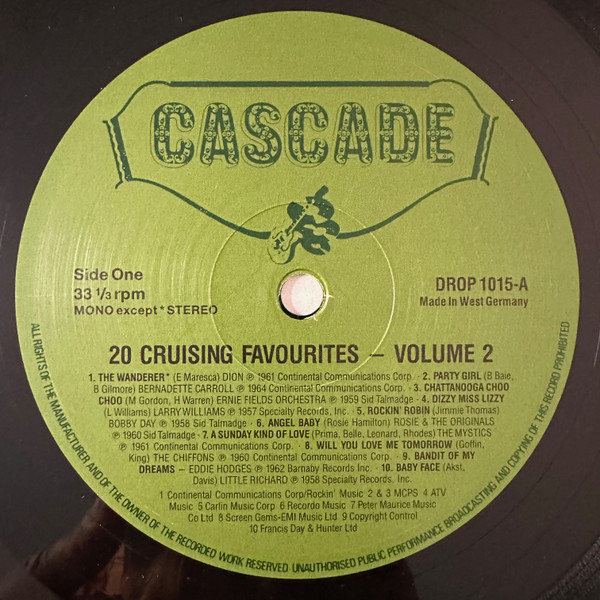 CASCADE
Side One
33 1/3 rpm
MONO except * STEREO
DROP 1015-A
Made In West Germany
20 CRUISING FAVOURITES – VOLUME 2
1. THE WANDERER* (E Maresca) DION ℗ 1961 Continental Communications Corp. · 2. PARTY GIRL (B Baie,
B Gilmore) BERNADETTE CARROLL ℗ 1964 Continental Communications Corp. · 3. CHATTANOOGA CHOO
CHOO (M Gordon, H Warren) ERNIE FIELDS ORCHESTRA ℗ 1959 Sid Talmadge · 4. DIZZY MISS LIZZY
(L Williams) LARRY WILLIAMS ℗ 1957 Specialty Records, Inc. · 5. ROCKIN' ROBIN (Jimmie Thomas)
BOBBY DAY ℗ 1958 Sid Talmadge · 6. ANGEL BABY (Rosie Hamilton) ROSIE & THE ORIGINALS
℗ 1960 Sid Talmadge · 7. A SUNDAY KIND OF LOVE (Prima, Belle, Leonard, Rhodes) THE MYSTICS
℗ 1961 Continental Communications Corp. · 8. WILL YOU LOVE ME TOMORROW (Goffin,
King) THE CHIFFONS ℗ 1960 Continental Communications Corp. · 9. BANDIT OF MY
DREAMS – EDDIE HODGES ℗ 1962 Barnaby Records Inc. · 10. BABY FACE (Akst,
Davis) LITTLE RICHARD ℗ 1958 Specialty Records, Inc.
1 Continental Communications Corp/Rockin' Music 2 & 3 MCPS 4 ATV
Music 5 Carlin Music Corp 6 Recordo Music 7 Peter Maurice Music
Co Ltd 8 Screen Gems-EMI Music Ltd 9 Copyright Control
10 Francis Day & Hunter Ltd
ALL RIGHTS OF THE MANUFACTURER AND OF THE OWNER OF THE RECORDED WORK RESERVED · UNAUTHORISED PUBLIC PERFORMANCE BROADCASTING AND COPYING OF THIS RECORD PROHIBITED